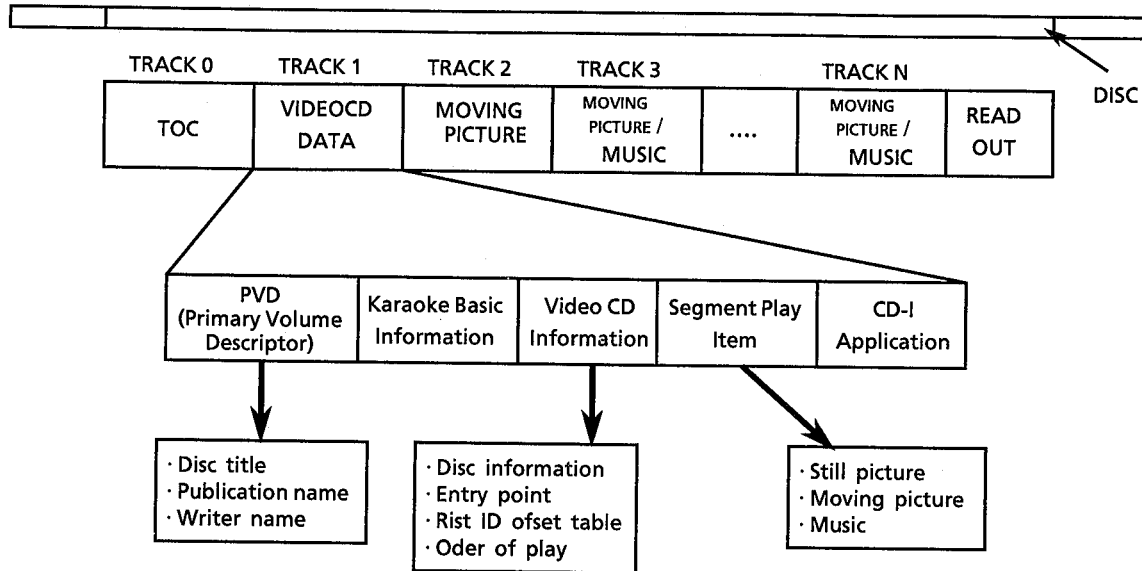 DISC
TRACK 0
TRACK 1
TRACK 2
TRACK 3
TRACK N
TOC
VIDEOCD
DATA
MOVING
PICTURE
MOVING
PICTURE /
MUSIC
....
MOVING
PICTURE /
MUSIC
READ
OUT
PVD
(Primary Volume
Descriptor)
Karaoke Basic
Information
Video CD
Information
Segment Play
Item
CD-I
Application
· Disc title
· Publication name
· Writer name
· Disc information
· Entry point
· Rist ID ofset table
· Oder of play
· Still picture
· Moving picture
· Music